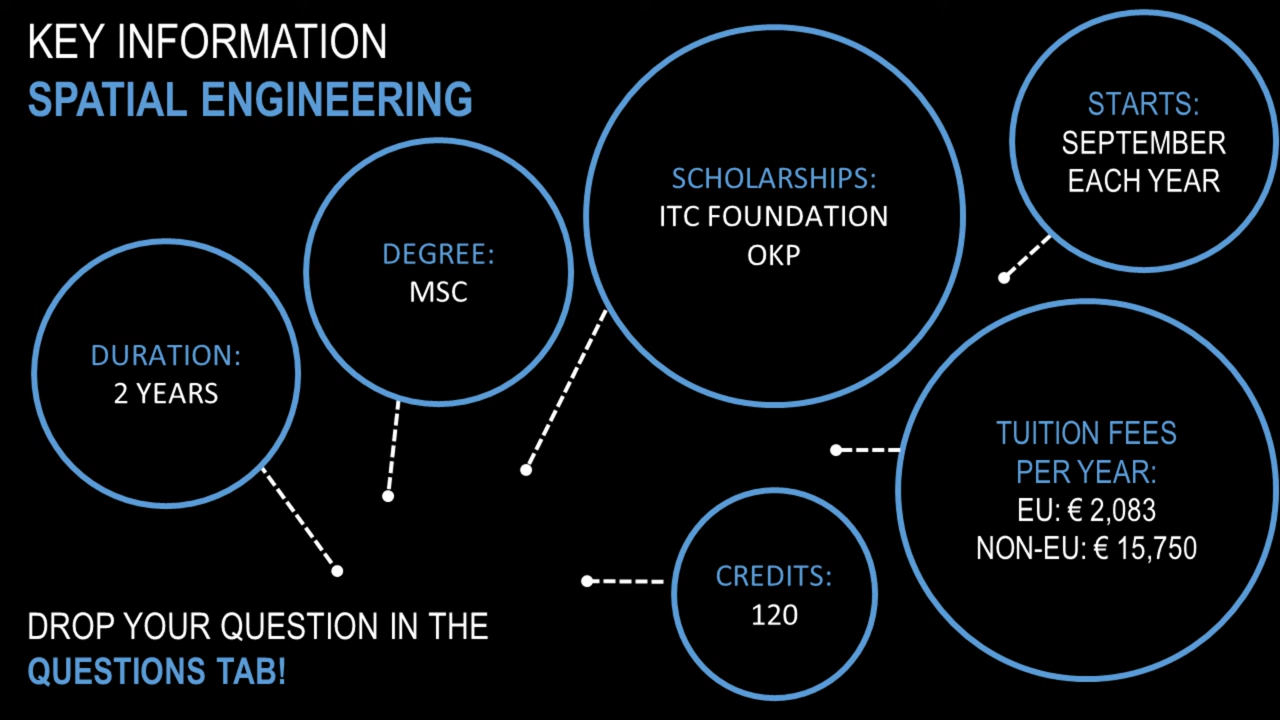 KEY INFORMATION
SPATIAL ENGINEERING
DURATION:
2 YEARS
DEGREE:
MSC
SCHOLARSHIPS:
ITC FOUNDATION
OKP
STARTS:
SEPTEMBER
EACH YEAR
TUITION FEES
PER YEAR:
EU: € 2,083
NON-EU: € 15,750
CREDITS:
120
DROP YOUR QUESTION IN THE
QUESTIONS TAB!